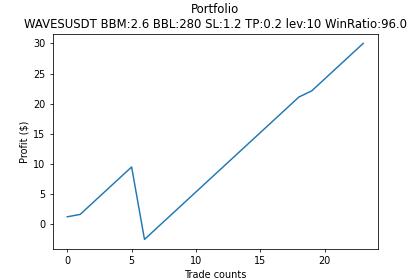 Portfolio
WAVESUSDT BBM:2.6 BBL:280 SL:1.2 TP:0.2 lev:10 WinRatio:96.0
30
25
20
15
10
5
0
Profit ($)
0 5 10 15 20
Trade counts